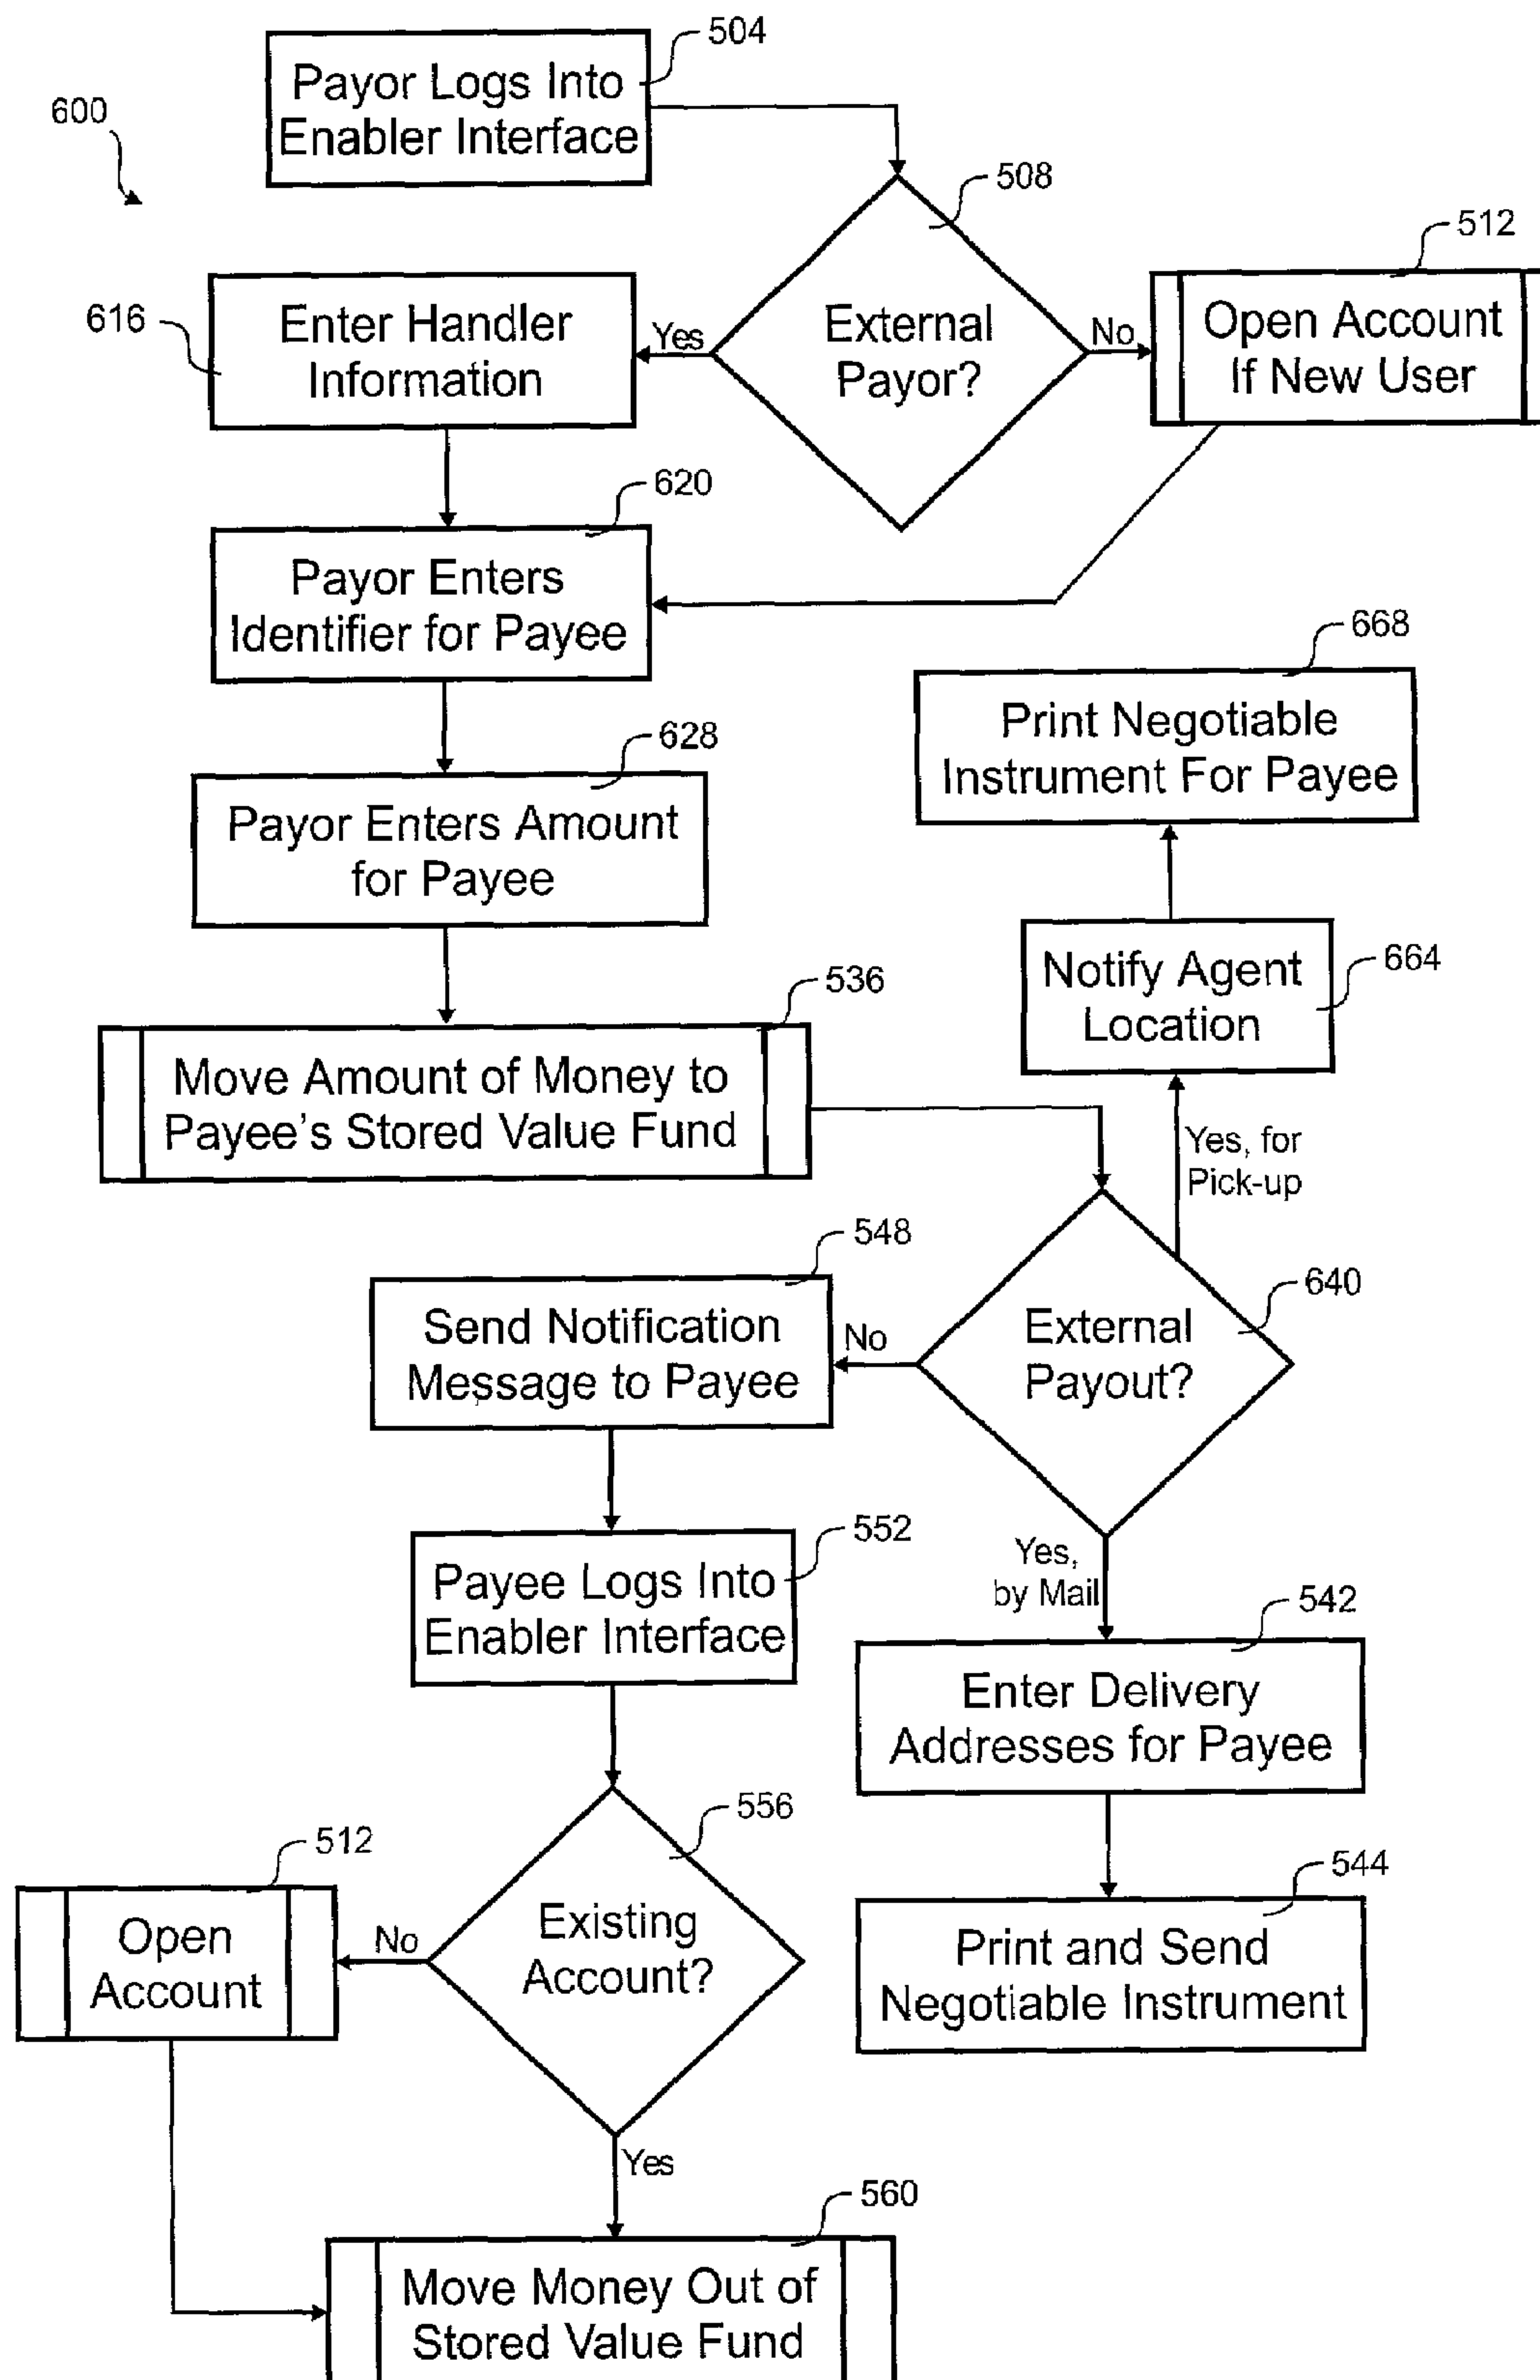 504
Payor Logs Into
Enabler Interface
600
508
External
Payor?
Yes
No
512
Open Account
If New User
616
Enter Handler
Information
620
Payor Enters
Identifier for Payee
628
Payor Enters Amount
for Payee
536
Move Amount of Money to
Payee's Stored Value Fund
668
Print Negotiable
Instrument For Payee
664
Notify Agent
Location
Yes, for
Pick-up
640
External
Payout?
No
548
Send Notification
Message to Payee
552
Payee Logs Into
Enabler Interface
Yes,
by Mail
542
Enter Delivery
Addresses for Payee
544
Print and Send
Negotiable Instrument
556
Existing
Account?
No
512
Open
Account
Yes
560
Move Money Out of
Stored Value Fund